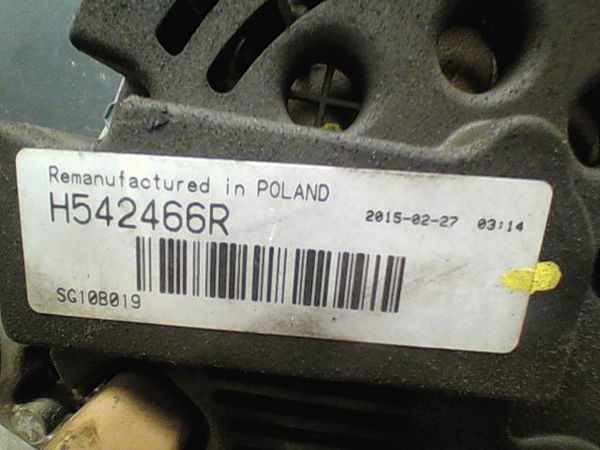 Remanufactured in POLAND
H542466R 2015-02-27 03:14
SG10B019